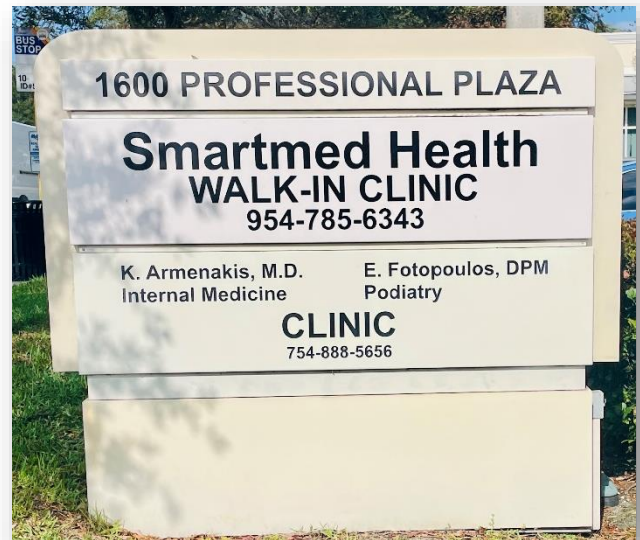 BUS
STOP
10
1600 PROFESSIONAL PLAZA
Smartmed Health
WALK-IN CLINIC
954-785-6343
K. Armenakis, M.D.
Internal Medicine
E. Fotopoulos, DPM
Podiatry
CLINIC
754-888-5656